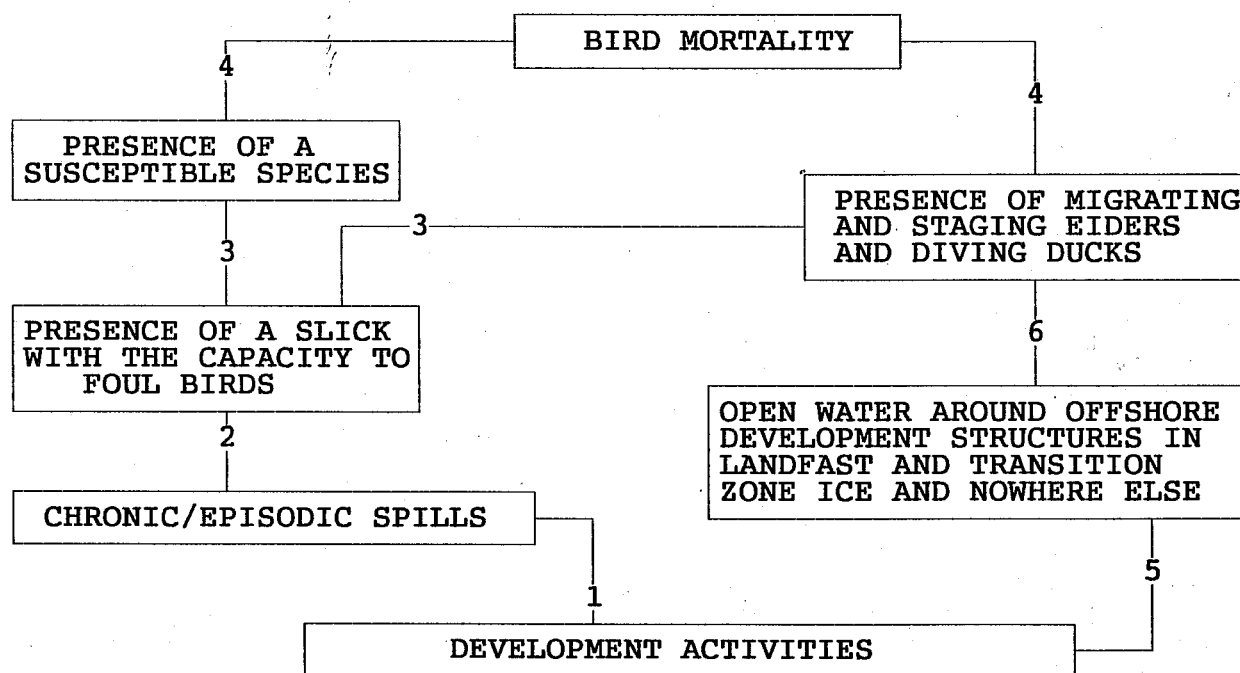 BIRD MORTALITY
4
4
PRESENCE OF A
SUSCEPTIBLE SPECIES
PRESENCE OF MIGRATING
AND STAGING EIDERS
AND DIVING DUCKS
3
3
PRESENCE OF A SLICK
WITH THE CAPACITY TO
FOUL BIRDS
6
OPEN WATER AROUND OFFSHORE
DEVELOPMENT STRUCTURES IN
LANDFAST AND TRANSITION
ZONE ICE AND NOWHERE ELSE
2
CHRONIC/EPISODIC SPILLS
5
1
DEVELOPMENT ACTIVITIES